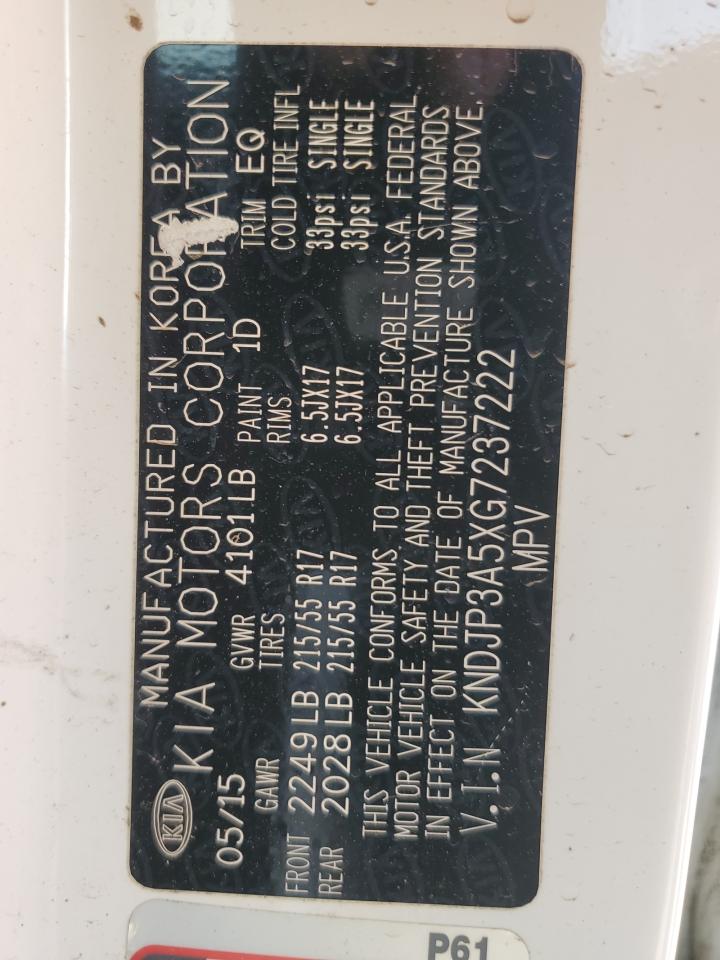 KIA
MANUFACTURED IN KOREA BY
KIA MOTORS CORPORATION
05/15 GVWR 4101LB PAINT 1D TRIM EQ
GAWR TIRES RIMS COLD TIRE INFL
FRONT 2249LB 215/55 R17 6.5JX17 33psi SINGLE
REAR 2028LB 215/55 R17 6.5JX17 33psi SINGLE
THIS VEHICLE CONFORMS TO ALL APPLICABLE U.S.A. FEDERAL
MOTOR VEHICLE SAFETY AND THEFT PREVENTION STANDARDS
IN EFFECT ON THE DATE OF MANUFACTURE SHOWN ABOVE.
V.I.N KNDJP3A5XG7237222
MPV
P61